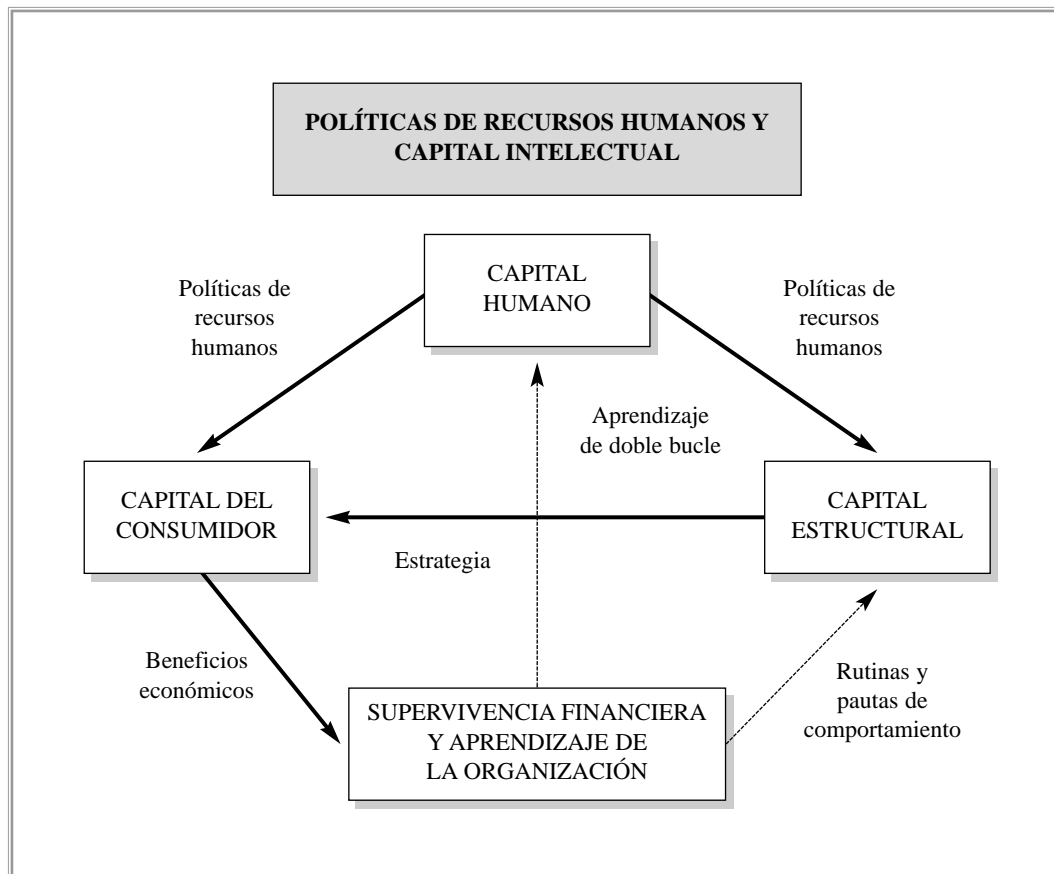 POLÍTICAS DE RECURSOS HUMANOS Y
CAPITAL INTELECTUAL
CAPITAL
HUMANO
Políticas de
recursos
humanos
Políticas de
recursos
humanos
Aprendizaje
de doble bucle
CAPITAL DEL
CONSUMIDOR
CAPITAL
ESTRUCTURAL
Estrategia
Beneficios
económicos
SUPERVIVENCIA FINANCIERA
Y APRENDIZAJE DE
LA ORGANIZACIÓN
Rutinas y
pautas de
comportamiento